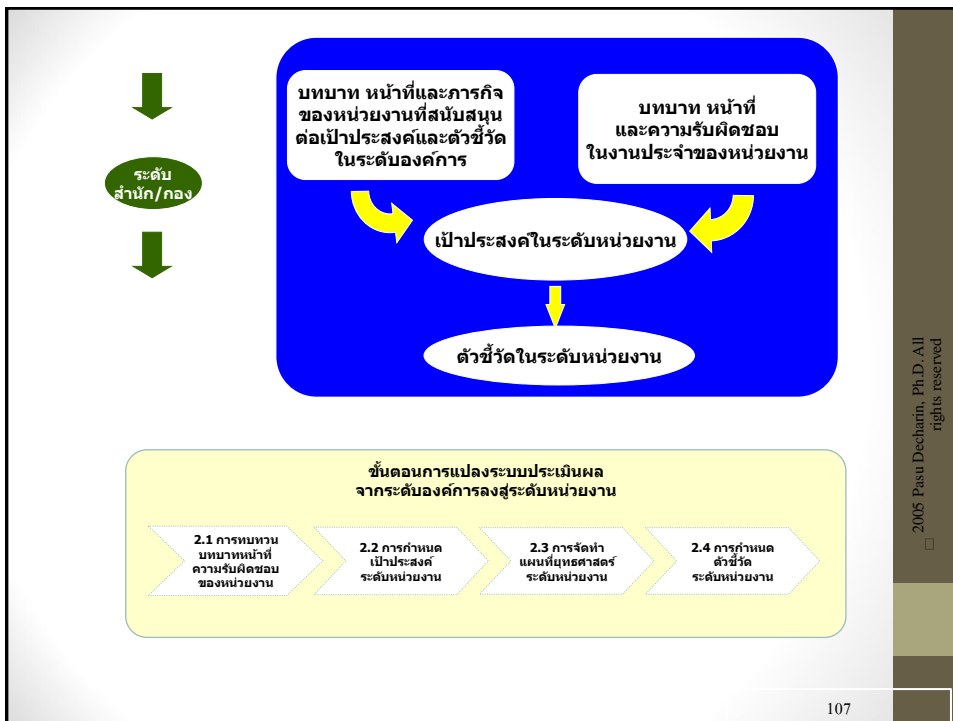 บทบาท หน้าที่และภารกิจ
ของหน่วยงานที่สนับสนุน
ต่อเป้าประสงค์และตัวชี้วัด
ในระดับองค์การ
บทบาท หน้าที่
และความรับผิดชอบ
ในงานประจำของหน่วยงาน
ระดับ
สำนัก/กอง
เป้าประสงค์ในระดับหน่วยงาน
ตัวชี้วัดในระดับหน่วยงาน
ขั้นตอนการแปลงระบบประเมินผล
จากระดับองค์การลงสู่ระดับหน่วยงาน
2.1 การทบทวน
บทบาทหน้าที่
ความรับผิดชอบ
ของหน่วยงาน
2.2 การกำหนด
เป้าประสงค์
ระดับหน่วยงาน
2.3 การจัดทำ
แผนที่ยุทธศาสตร์
ระดับหน่วยงาน
2.4 การกำหนด
ตัวชี้วัด
ระดับหน่วยงาน
2005 Pasu Decharin, Ph.D. All
rights reserved
107